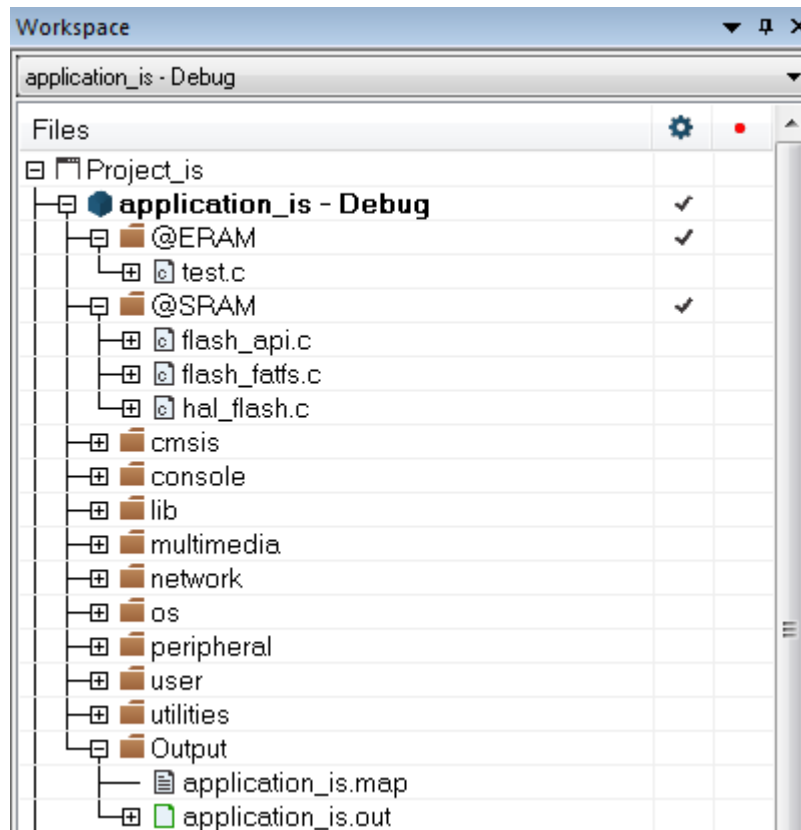 Workspace
application_is - Debug
Files
Project_is
application_is - Debug
@ERAM
test.c
@SRAM
flash_api.c
flash_fatfs.c
hal_flash.c
cmsis
console
lib
multimedia
network
os
peripheral
user
utilities
Output
application_is.map
application_is.out